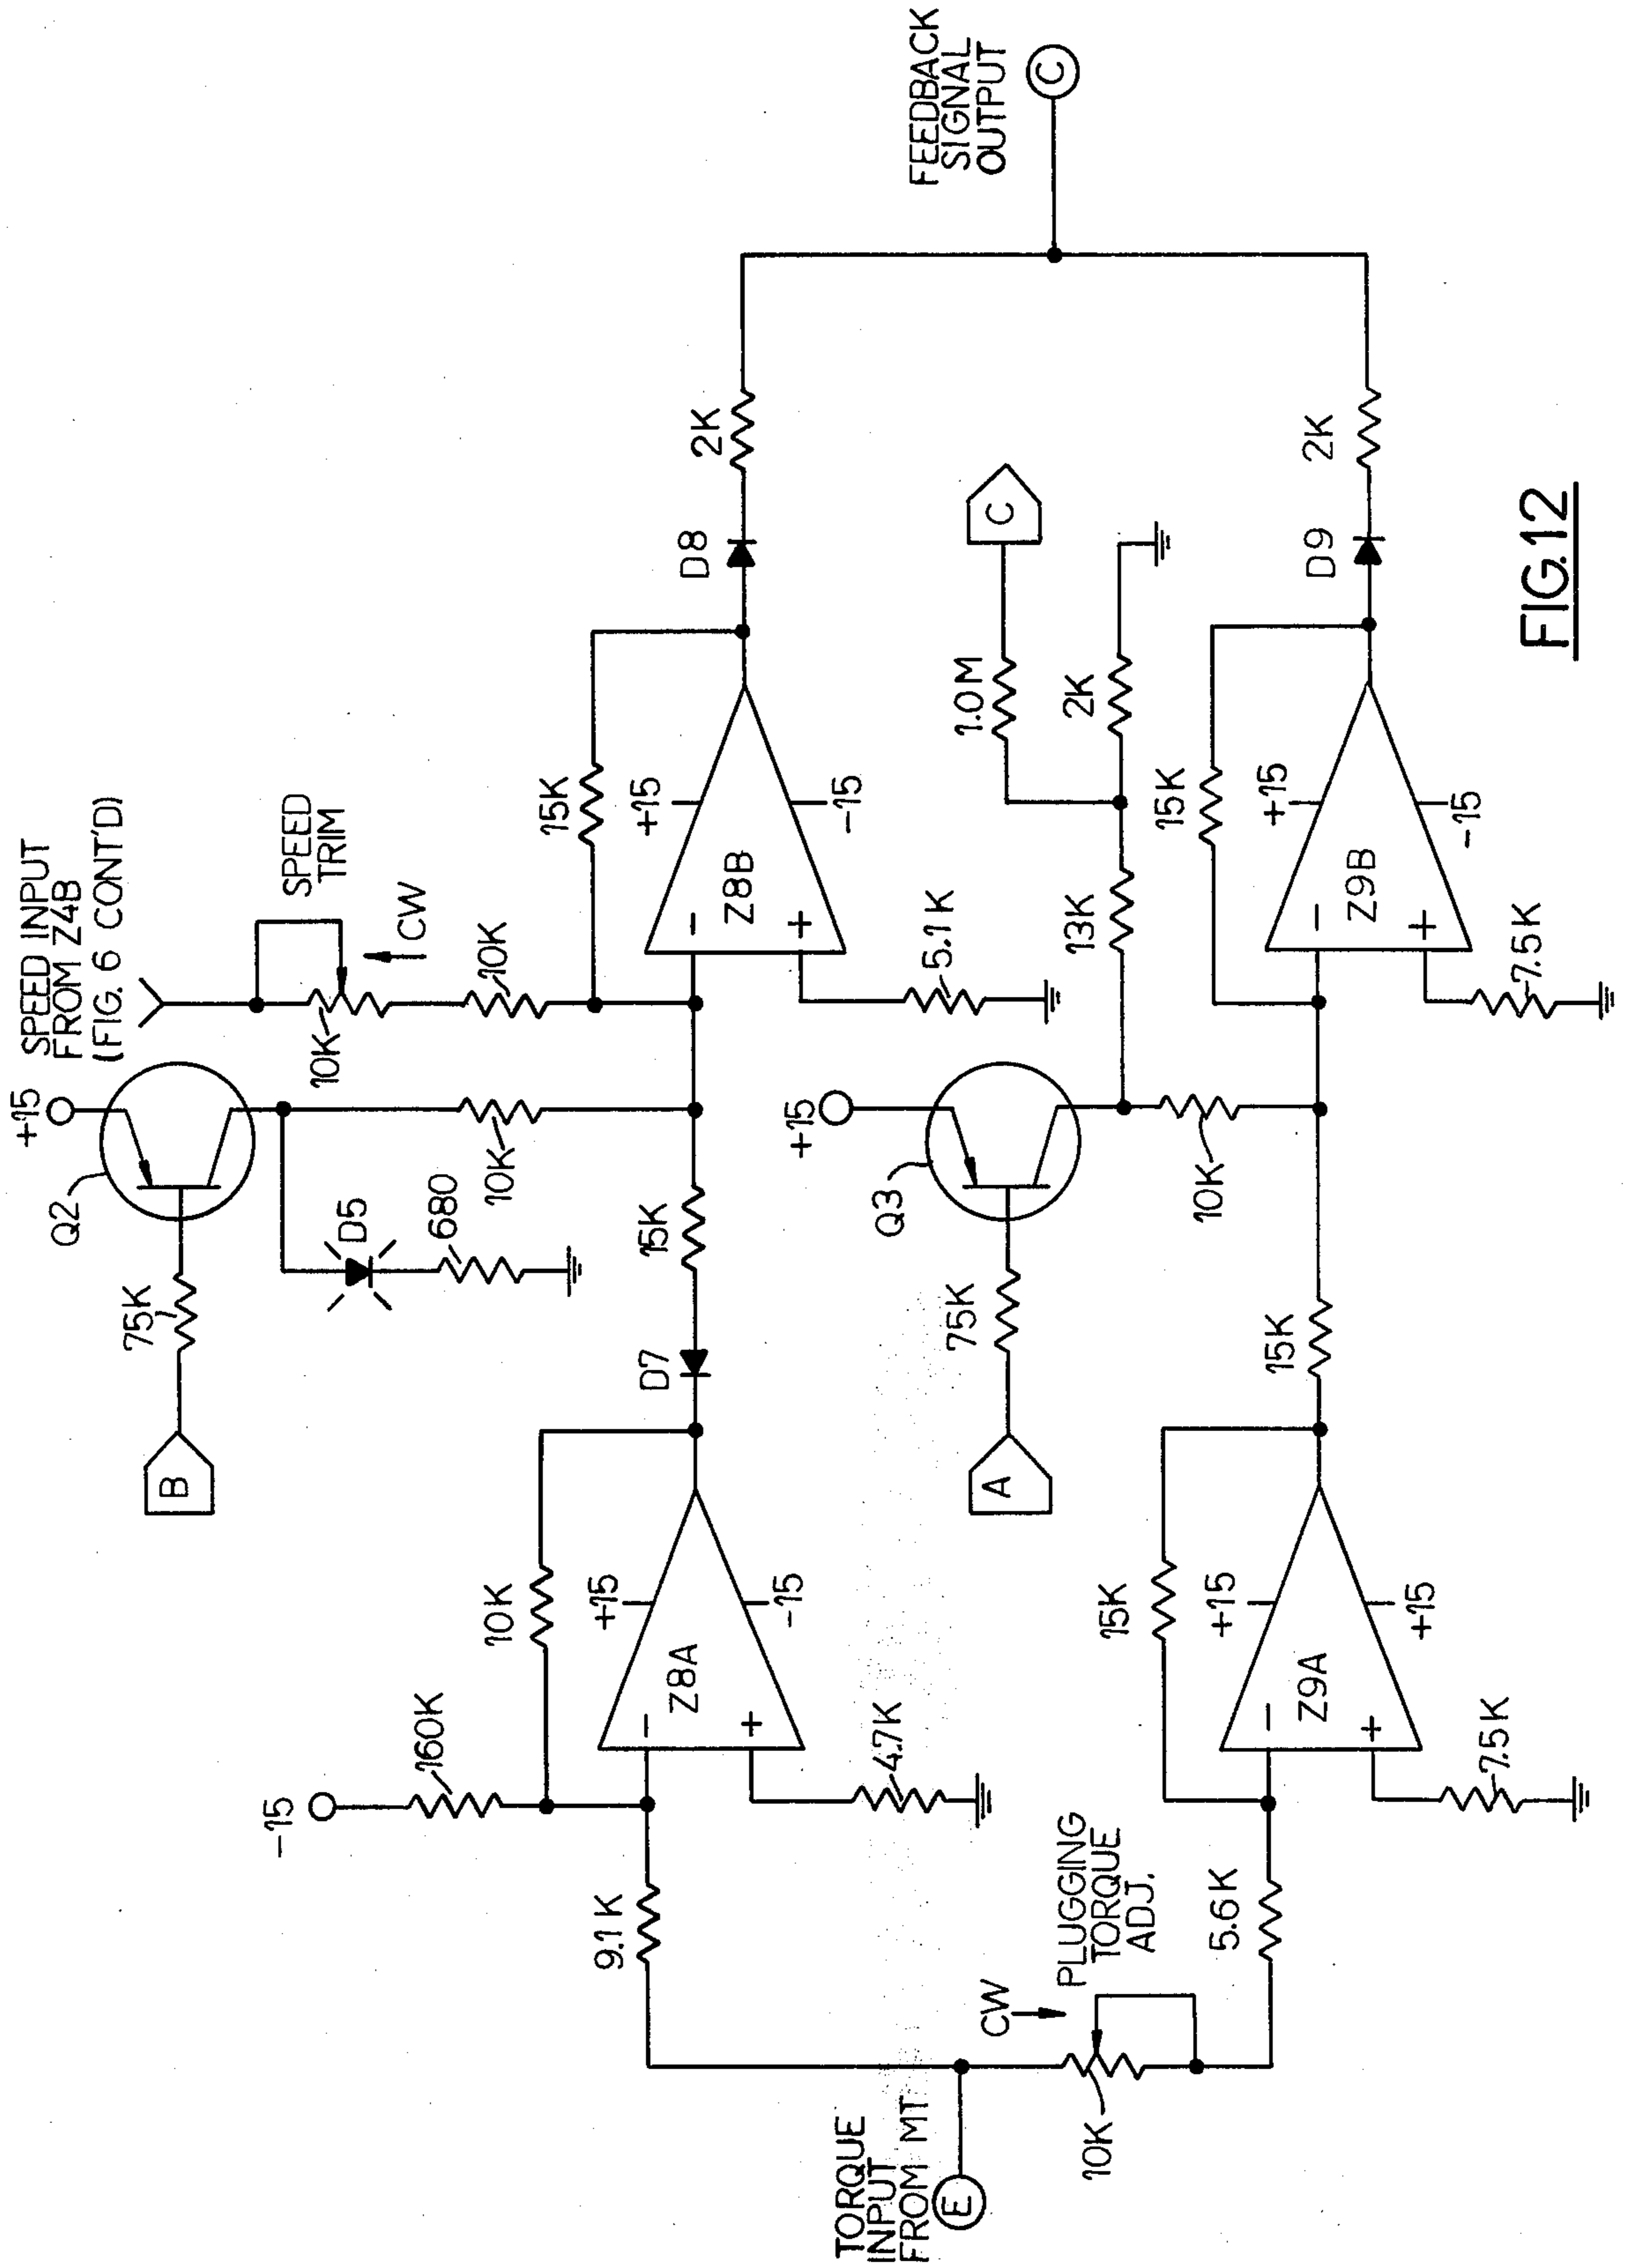 +15
SPEED INPUT
FROM Z4B
(FIG. 6 CONT'D)
Q2
75K
B
D5
680
10K
10K
SPEED
TRIM
CW
10K
-15
160K
10K
+15
Z8A
-
+
-15
4.7K
9.1K
D7
15K
15K
+15
Z8B
-
+
-15
5.1K
D8
2K
FEEDBACK
SIGNAL
OUTPUT
C
TORQUE
INPUT
FROM MT
E
10K
CW
PLUGGING
TORQUE
ADJ.
5.6K
A
75K
Q3
+15
10K
13K
1.0M
C
2K
15K
+15
Z9A
-
+
+15
7.5K
15K
15K
+15
Z9B
-
+
-15
7.5K
D9
2K
FIG.12